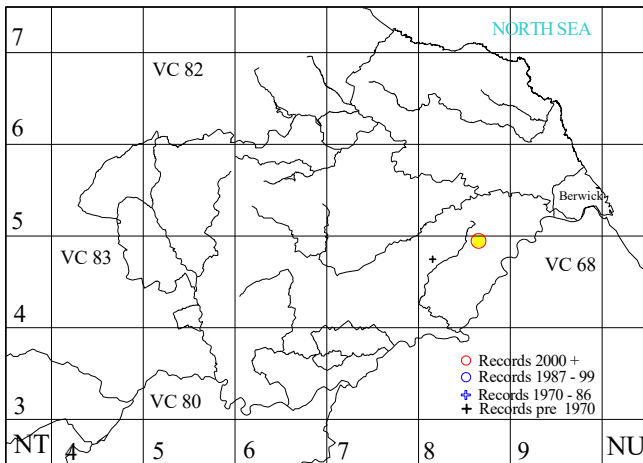 NORTH SEA
7
VC 82
6
Berwick
5
VC 83
VC 68
4
Records 2000 +
Records 1987 - 99
Records 1970 - 86
Records pre 1970
VC 80
3
NT 4 5 6 7 8 9 NU